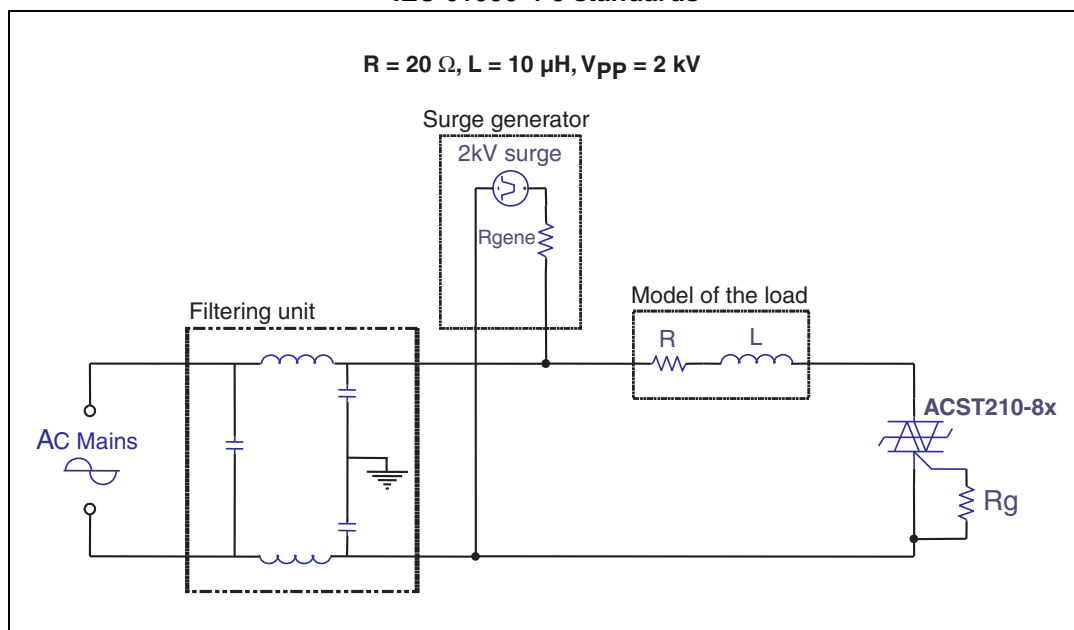 R = 20 Ω, L = 10 µH, VPP = 2 kV
Surge generator
2kV surge
Rgene
Filtering unit
Model of the load
R
L
ACST210-8x
AC Mains
Rg